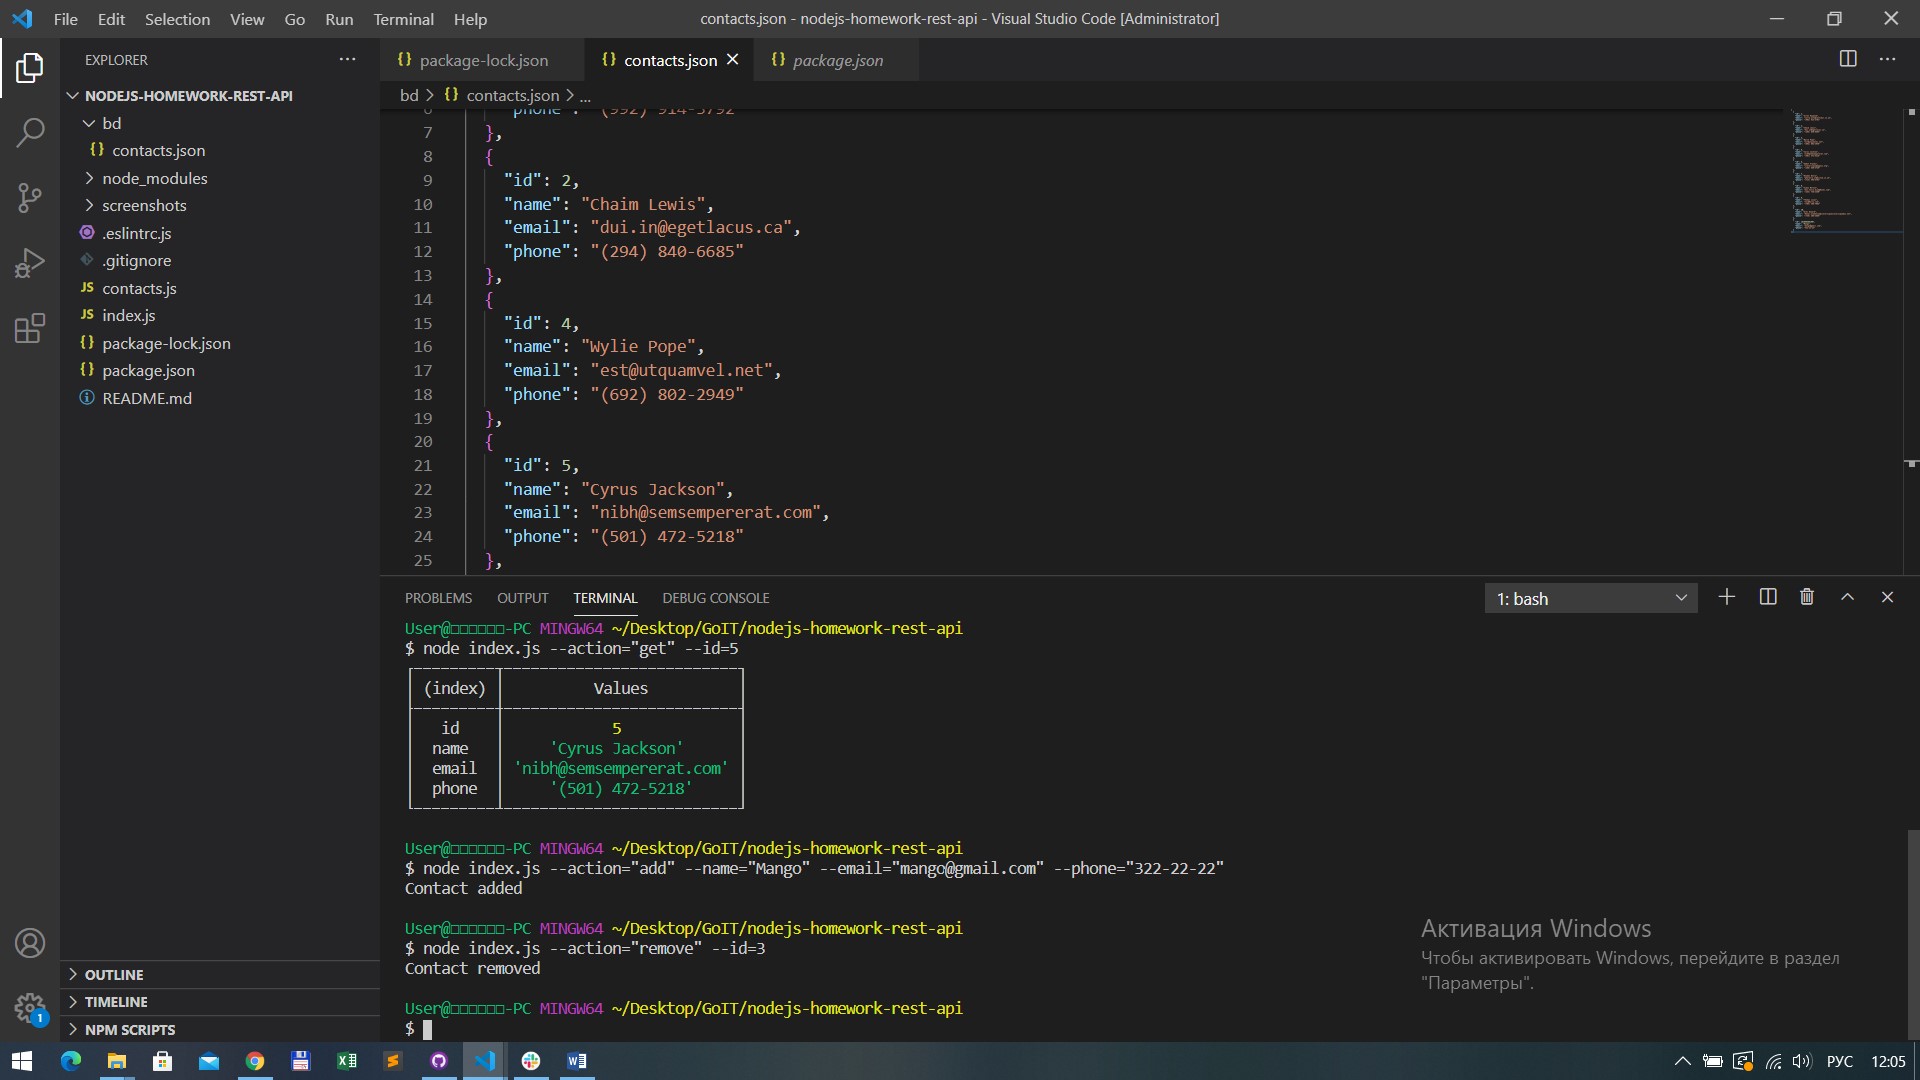 File Edit Selection View Go Run Terminal Help
contacts.json - nodejs-homework-rest-api - Visual Studio Code [Administrator]
EXPLORER
NODEJS-HOMEWORK-REST-API
bd
contacts.json
node_modules
screenshots
.eslintrc.js
.gitignore
JS contacts.js
JS index.js
{} package-lock.json
{} package.json
README.md
OUTLINE
TIMELINE
NPM SCRIPTS
1
{} package-lock.json {} contacts.json {} package.json
bd > {} contacts.json > ...
6 "phone": "(992) 914-3792"
7 },
8 {
9 "id": 2,
10 "name": "Chaim Lewis",
11 "email": "dui.in@egetlacus.ca",
12 "phone": "(294) 840-6685"
13 },
14 {
15 "id": 4,
16 "name": "Wylie Pope",
17 "email": "est@utquamvel.net",
18 "phone": "(692) 802-2949"
19 },
20 {
21 "id": 5,
22 "name": "Cyrus Jackson",
23 "email": "nibh@semsempererat.com",
24 "phone": "(501) 472-5218"
25 },
PROBLEMS OUTPUT TERMINAL DEBUG CONSOLE
1: bash
User@□□□□□□-PC MINGW64 ~/Desktop/GoIT/nodejs-homework-rest-api
$ node index.js --action="get" --id=5
(index) Values
id 5
name 'Cyrus Jackson'
email 'nibh@semsempererat.com'
phone '(501) 472-5218'
User@□□□□□□-PC MINGW64 ~/Desktop/GoIT/nodejs-homework-rest-api
$ node index.js --action="add" --name="Mango" --email="mango@gmail.com" --phone="322-22-22"
Contact added
User@□□□□□□-PC MINGW64 ~/Desktop/GoIT/nodejs-homework-rest-api
$ node index.js --action="remove" --id=3
Contact removed
User@□□□□□□-PC MINGW64 ~/Desktop/GoIT/nodejs-homework-rest-api
$
Активация Windows
Чтобы активировать Windows, перейдите в раздел
"Параметры".
РУС 12:05